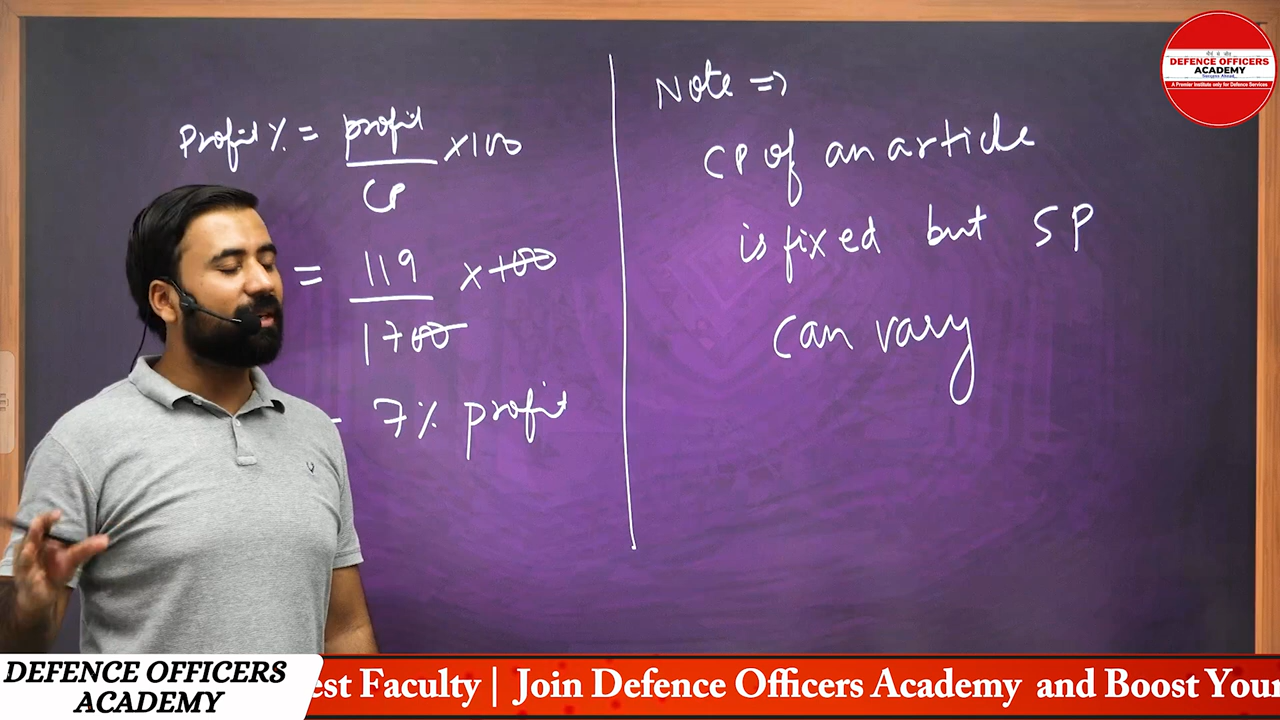 Profit % = profit / CP ×100
= 119 / 1700 ×100
= 7% profit
Note =>
CP of an article
is fixed but SP
can vary
DEFENCE OFFICERS
ACADEMY
A Premier Institute only for Defence Services
DEFENCE OFFICERS
ACADEMY
est Faculty | Join Defence Officers Academy and Boost Your